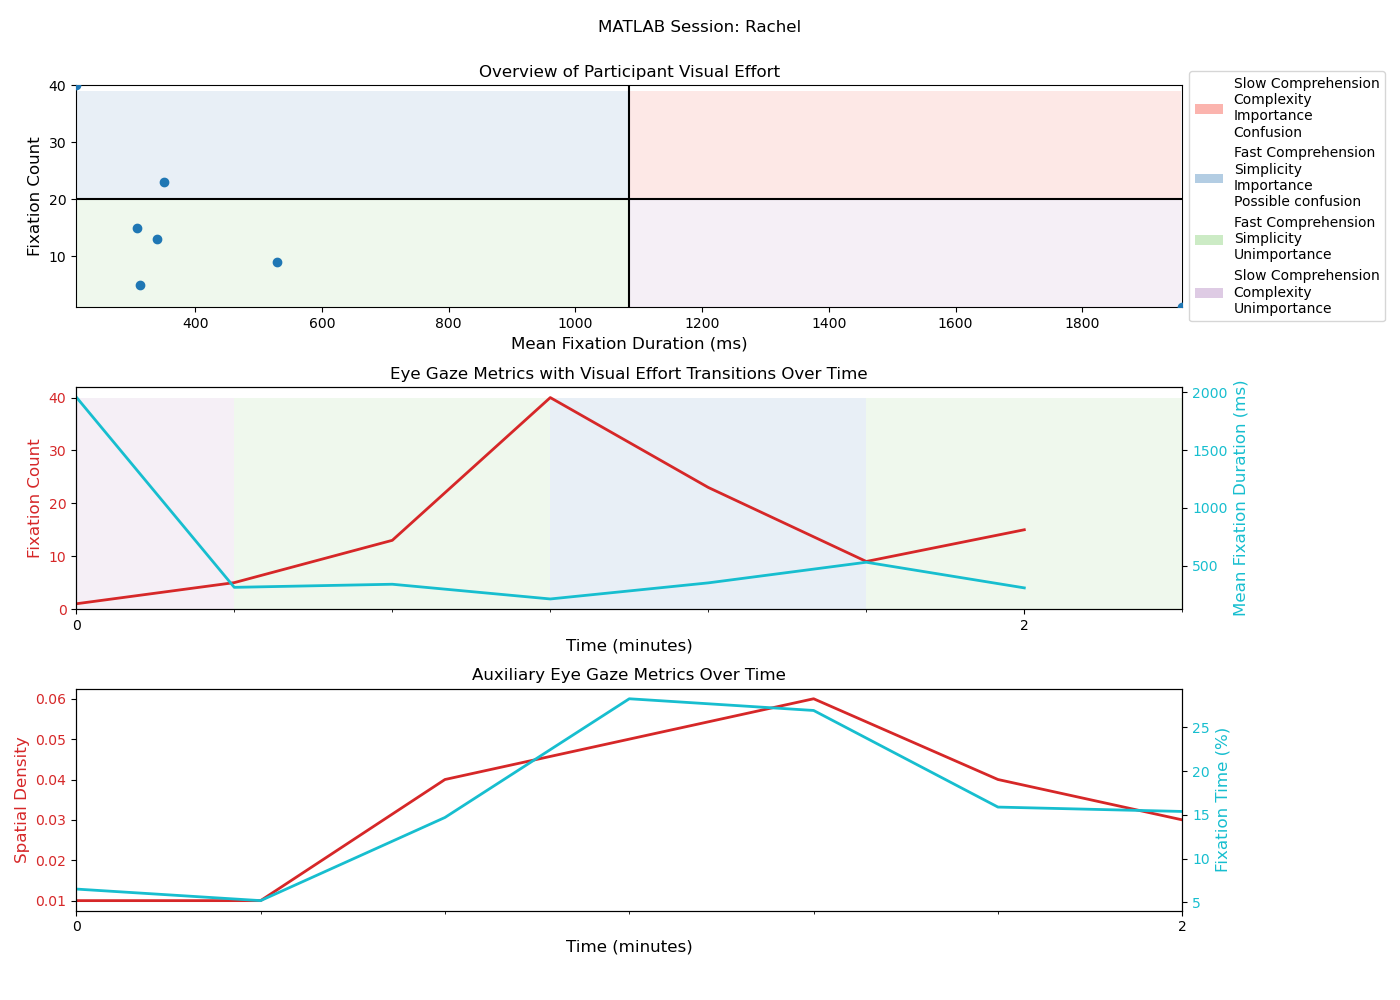 MATLAB Session: Rachel
Overview of Participant Visual Effort
40
30
20
10
Fixation Count
400 600 800 1000 1200 1400 1600 1800
Mean Fixation Duration (ms)
Slow Comprehension
Complexity
Importance
Confusion
Fast Comprehension
Simplicity
Importance
Possible confusion
Fast Comprehension
Simplicity
Unimportance
Slow Comprehension
Complexity
Unimportance
Eye Gaze Metrics with Visual Effort Transitions Over Time
40
30
20
10
0
Fixation Count
2000
1500
1000
500
Mean Fixation Duration (ms)
0 2
Time (minutes)
Auxiliary Eye Gaze Metrics Over Time
0.06
0.05
0.04
0.03
0.02
0.01
Spatial Density
25
20
15
10
5
Fixation Time (%)
0 2
Time (minutes)